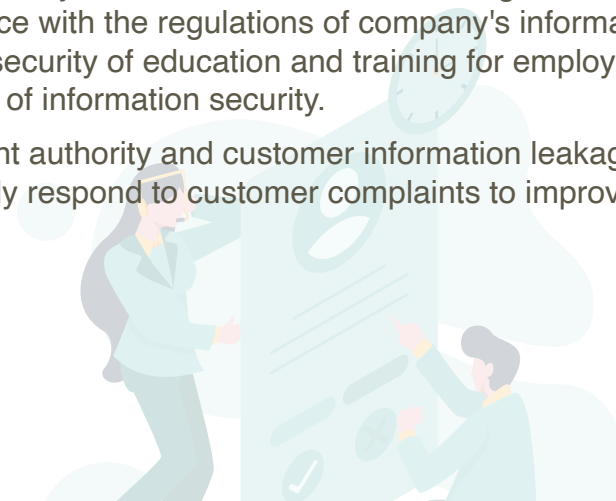 ce with the regulations of company's informa
security of education and training for employ
of information security.
nt authority and customer information leakag
ly respond to customer complaints to improv